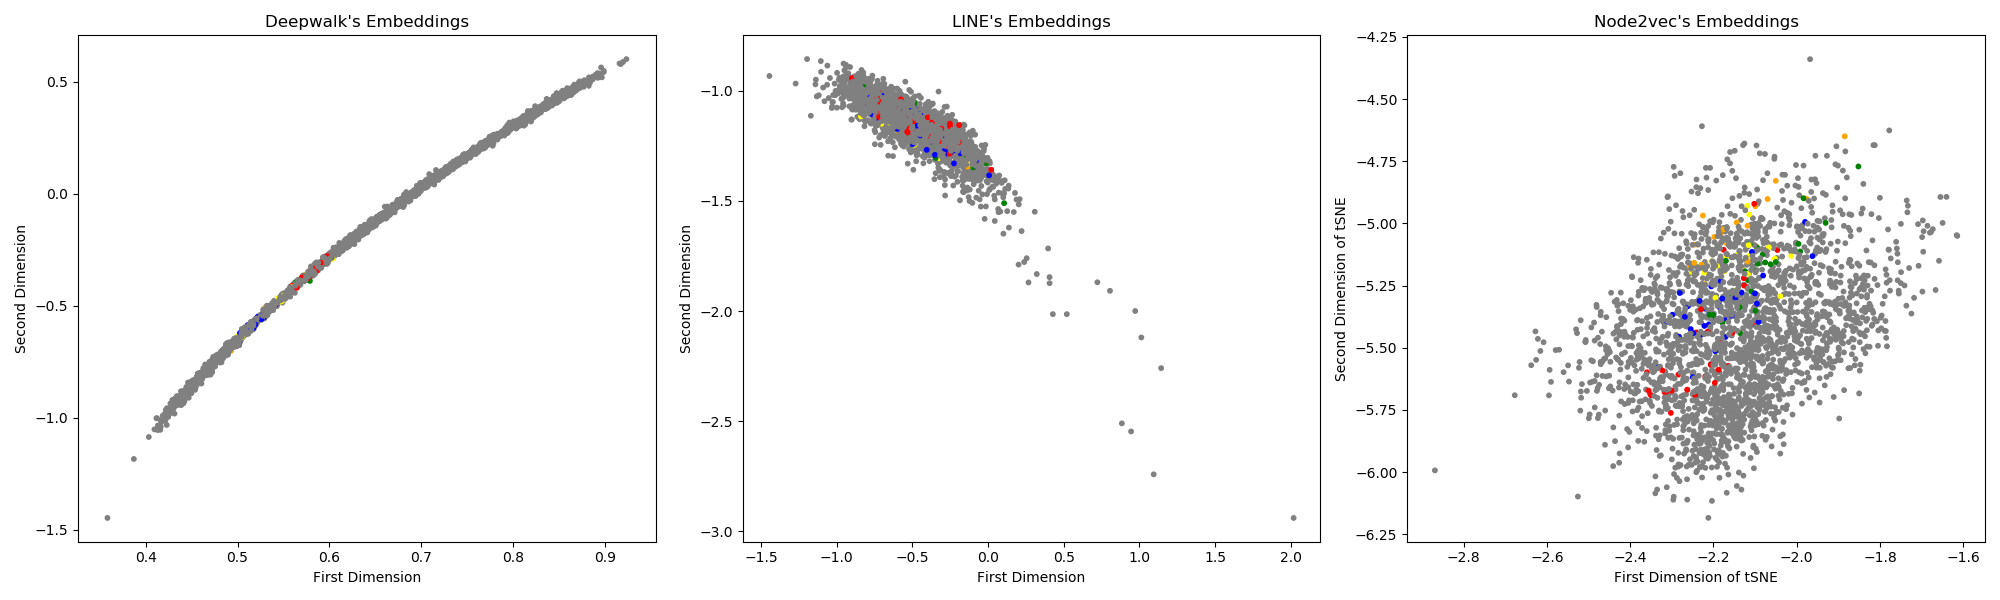 Deepwalk's Embeddings
0.5
0.0
−0.5
−1.0
−1.5
Second Dimension
0.4 0.5 0.6 0.7 0.8 0.9
First Dimension
LINE's Embeddings
−1.0
−1.5
−2.0
−2.5
−3.0
Second Dimension
−1.5 −1.0 −0.5 0.0 0.5 1.0 1.5 2.0
First Dimension
Node2vec's Embeddings
−4.25
−4.50
−4.75
−5.00
−5.25
−5.50
−5.75
−6.00
−6.25
Second Dimension of tSNE
−2.8 −2.6 −2.4 −2.2 −2.0 −1.8 −1.6
First Dimension of tSNE